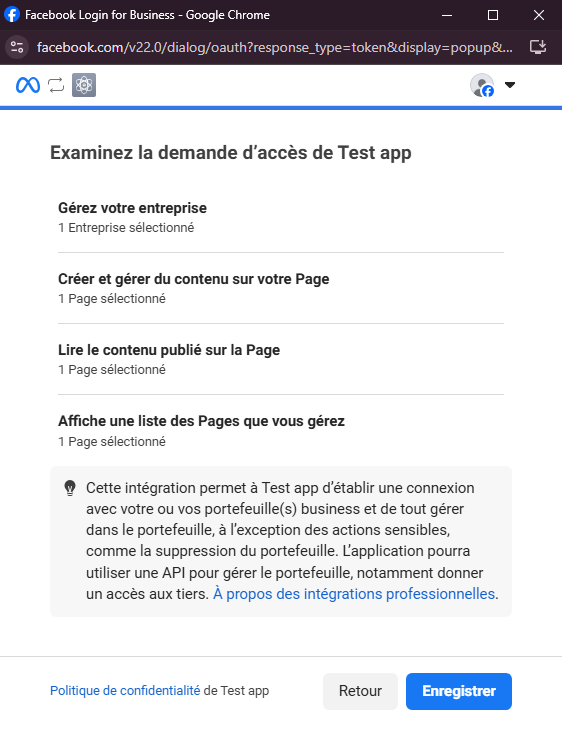 Facebook Login for Business - Google Chrome
facebook.com/v22.0/dialog/oauth?response_type=token&display=popup&...
Examinez la demande d’accès de Test app
Gérez votre entreprise
1 Entreprise sélectionné
Créer et gérer du contenu sur votre Page
1 Page sélectionné
Lire le contenu publié sur la Page
1 Page sélectionné
Affiche une liste des Pages que vous gérez
1 Page sélectionné
Cette intégration permet à Test app d’établir une connexion
avec votre ou vos portefeuille(s) business et de tout gérer
dans le portefeuille, à l’exception des actions sensibles,
comme la suppression du portefeuille. L’application pourra
utiliser une API pour gérer le portefeuille, notamment donner
un accès aux tiers. À propos des intégrations professionnelles.
Politique de confidentialité de Test app
Retour
Enregistrer